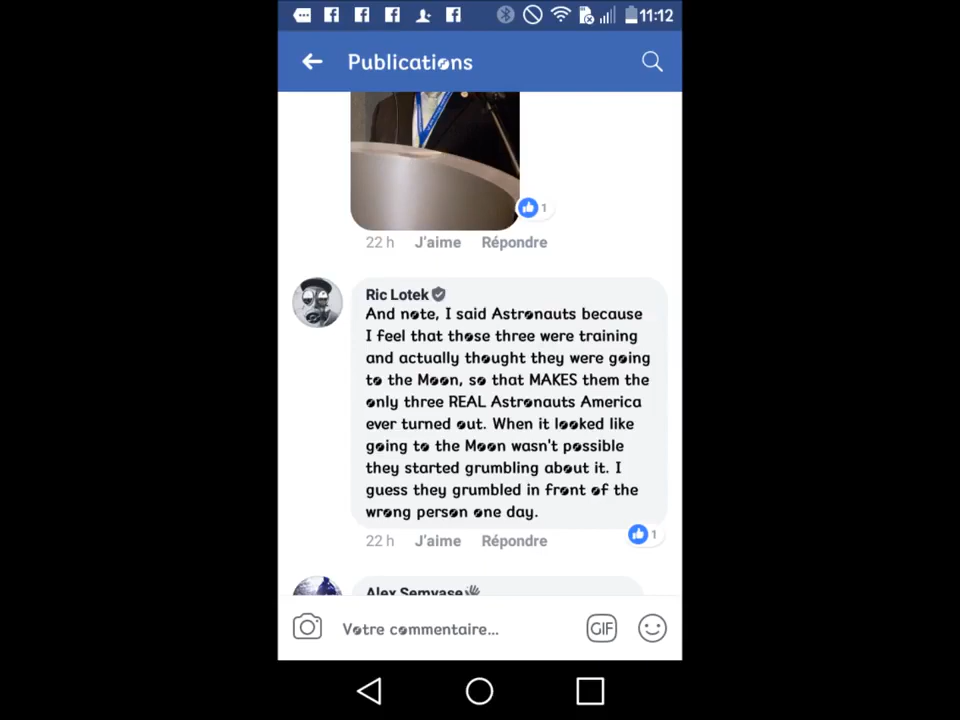 11:12
Publications
1
22 h J'aime Répondre
Ric Lotek
And note, I said Astronauts because
I feel that those three were training
and actually thought they were going
to the Moon, so that MAKES them the
only three REAL Astronauts America
ever turned out. When it looked like
going to the Moon wasn't possible
they started grumbling about it. I
guess they grumbled in front of the
wrong person one day.
22 h J'aime Répondre 1
Alex Semyase
Votre commentaire... GIF